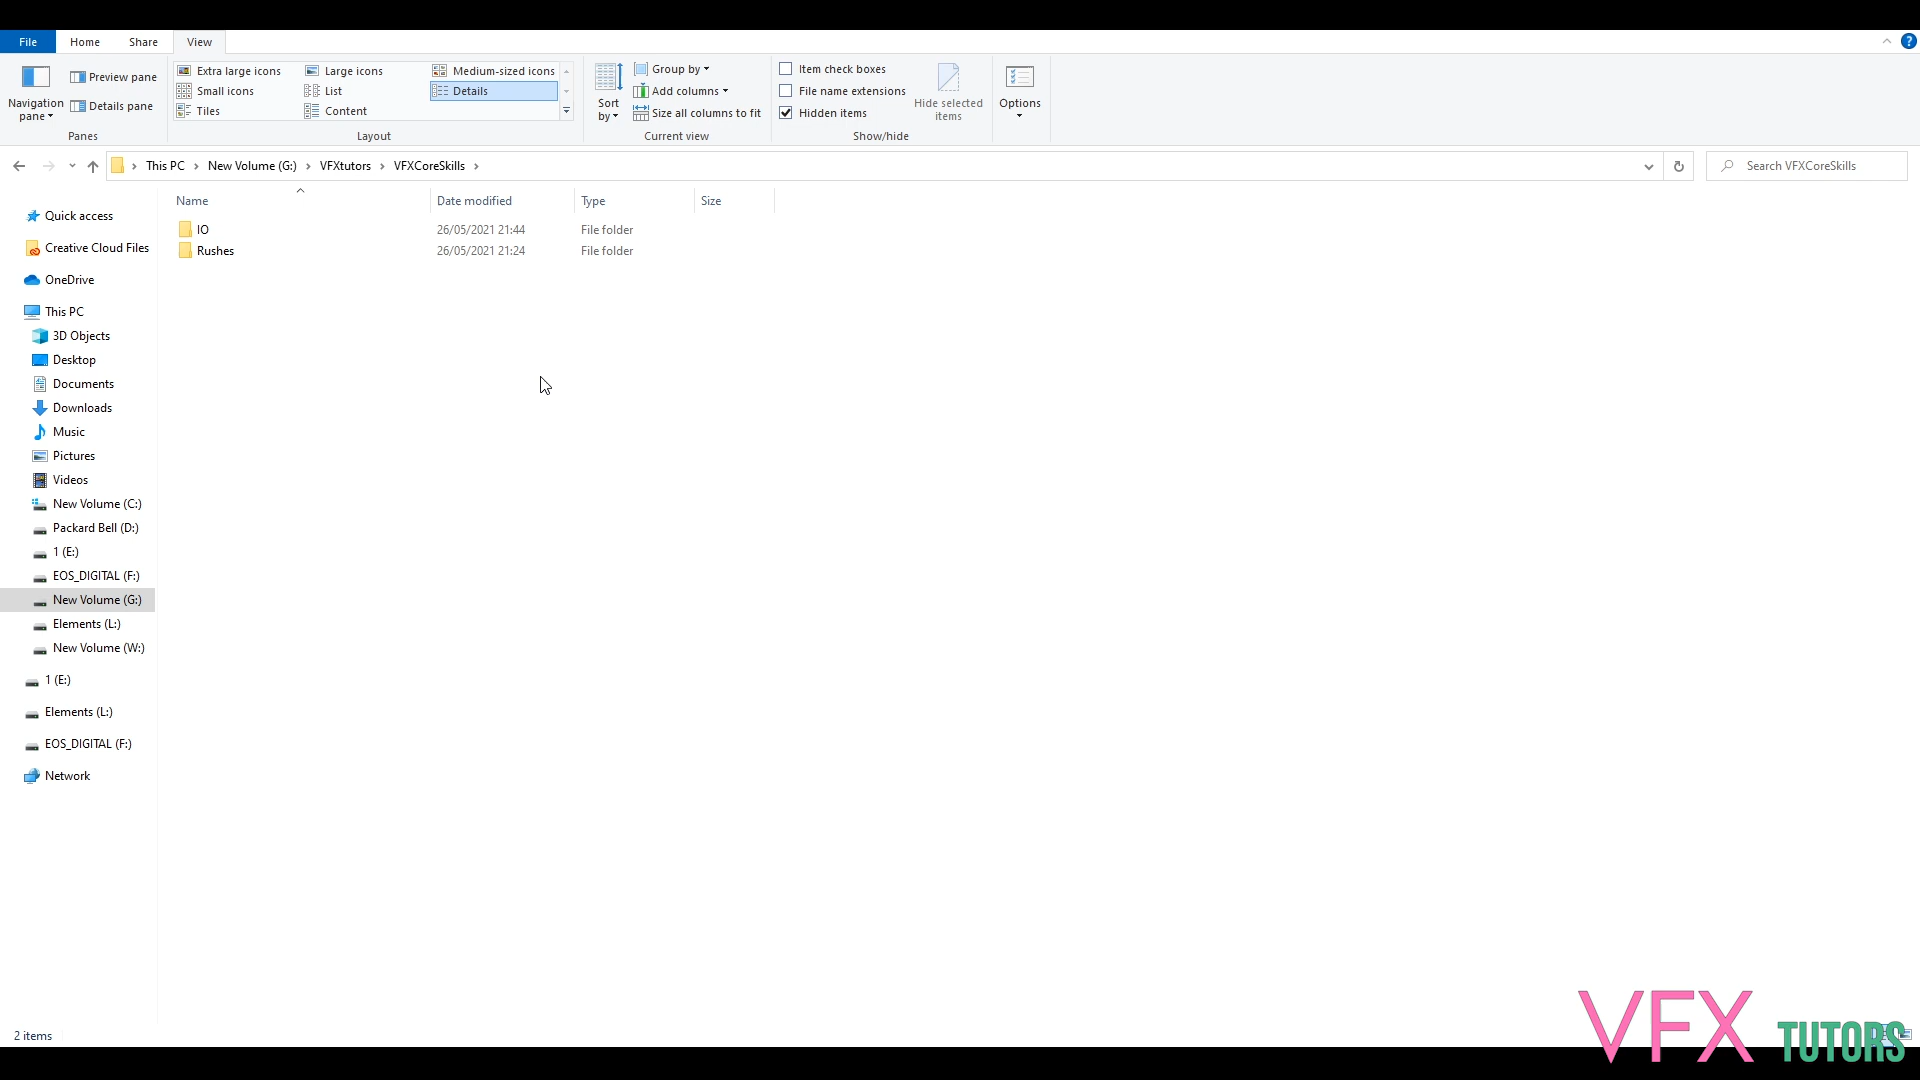 File Home Share View
Navigation pane
Preview pane
Details pane
Panes
Extra large icons Large icons Medium-sized icons
Small icons List Details
Tiles Content
Layout
Sort by
Group by
Add columns
Size all columns to fit
Current view
Item check boxes
File name extensions
Hidden items
Hide selected items
Show/hide
Options
This PC › New Volume (G:) › VFXtutors › VFXCoreSkills ›
Search VFXCoreSkills
Name Date modified Type Size
IO 26/05/2021 21:44 File folder
Rushes 26/05/2021 21:24 File folder
Quick access
Creative Cloud Files
OneDrive
This PC
3D Objects
Desktop
Documents
Downloads
Music
Pictures
Videos
New Volume (C:)
Packard Bell (D:)
1 (E:)
EOS_DIGITAL (F:)
New Volume (G:)
Elements (L:)
New Volume (W:)
1 (E:)
Elements (L:)
EOS_DIGITAL (F:)
Network
2 items
VFX TUTORS